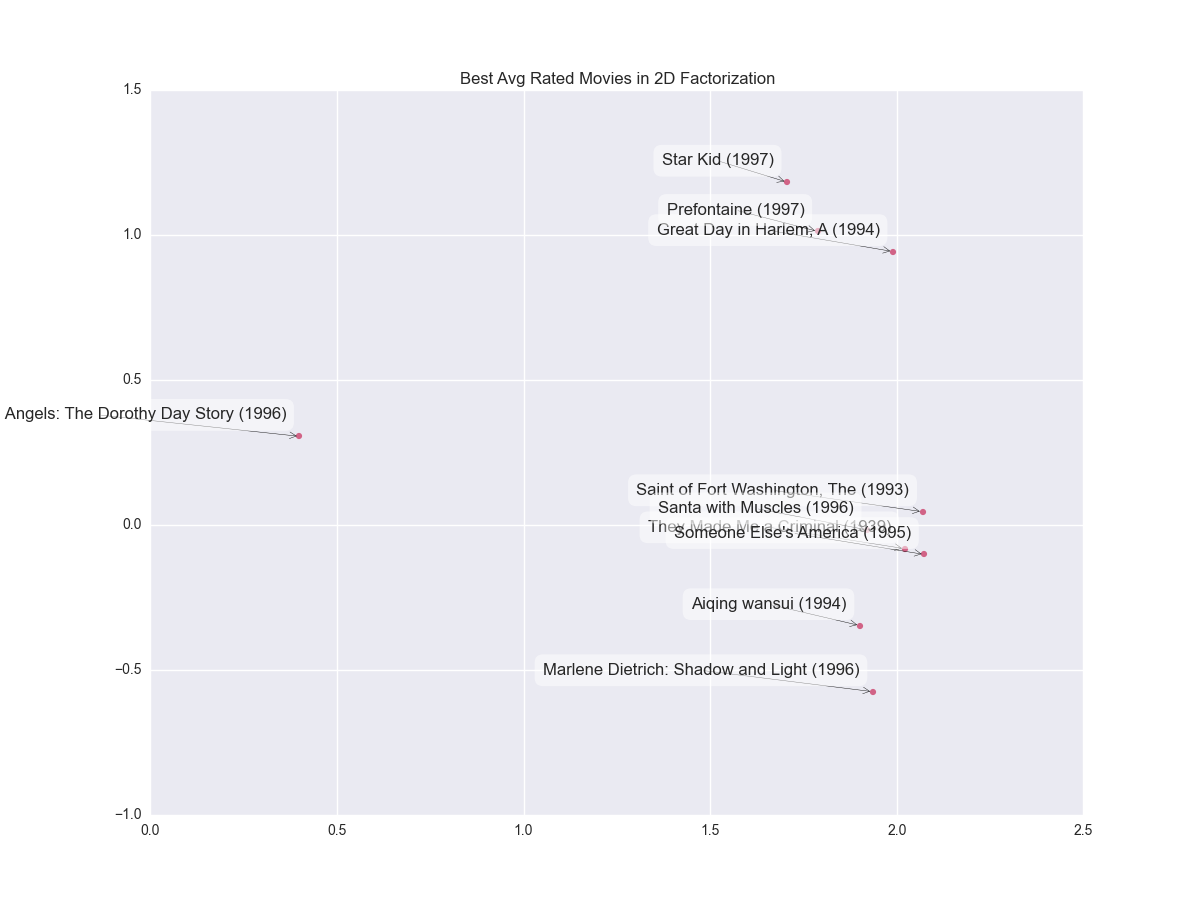 Best Avg Rated Movies in 2D Factorization
1.5
Star Kid (1997)
Prefontaine (1997)
Great Day in Harlem, A (1994)
1.0
0.5
Angels: The Dorothy Day Story (1996)
Saint of Fort Washington, The (1993)
Santa with Muscles (1996)
0.0
They Made Me a Criminal (1939)
Someone Else's America (1995)
Aiqing wansui (1994)
−0.5
Marlene Dietrich: Shadow and Light (1996)
−1.0
0.0 0.5 1.0 1.5 2.0 2.5